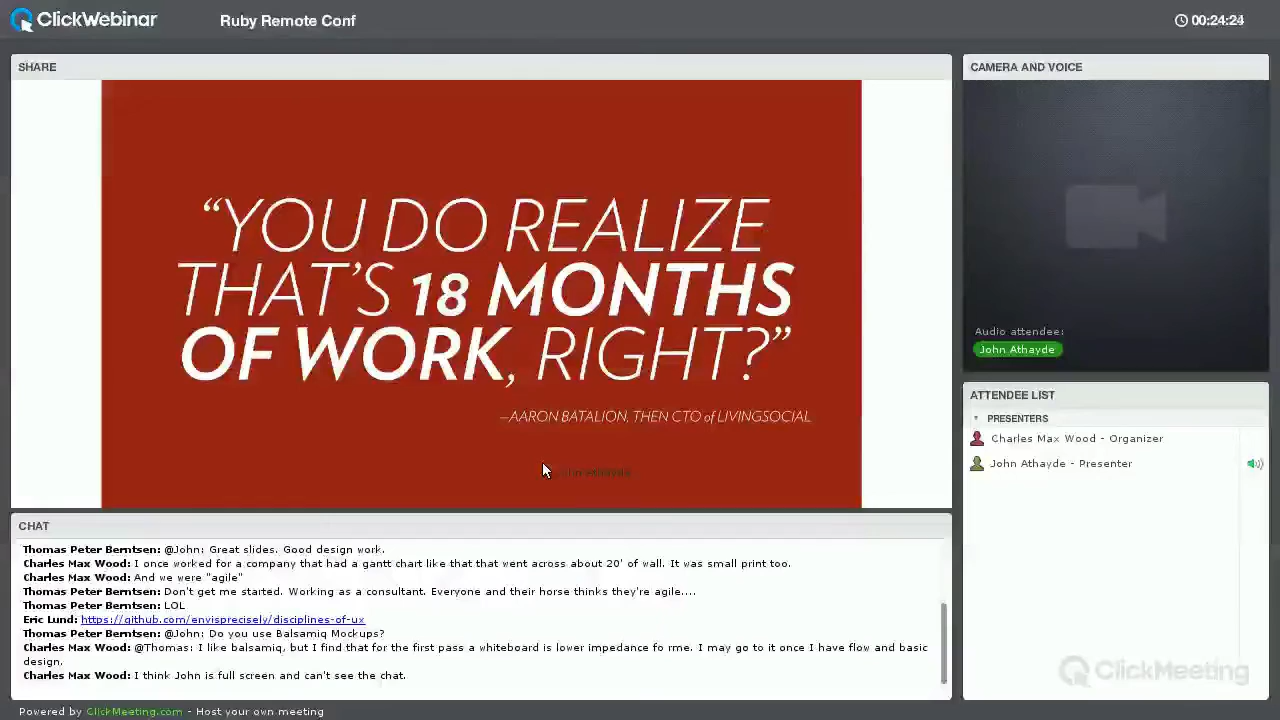 ClickWebinar
Ruby Remote Conf
00:24:24
SHARE
“YOU DO REALIZE
THAT’S 18 MONTHS
OF WORK, RIGHT?”
—AARON BATALION, THEN CTO of LIVINGSOCIAL
John Athayde
CAMERA AND VOICE
Audio attendee:
John Athayde
ATTENDEE LIST
PRESENTERS
Charles Max Wood - Organizer
John Athayde - Presenter
CHAT
Thomas Peter Berntsen: @John: Great slides. Good design work.
Charles Max Wood: I once worked for a company that had a gantt chart like that that went across about 20' of wall. It was small print too.
Charles Max Wood: And we were "agile"
Thomas Peter Berntsen: Don't get me started. Working as a consultant. Everyone and their horse thinks they're agile....
Thomas Peter Berntsen: LOL
Eric Lund: https://github.com/envisprecisely/disciplines-of-ux
Thomas Peter Berntsen: @John: Do you use Balsamiq Mockups?
Charles Max Wood: @Thomas: I like balsamiq, but I find that for the first pass a whiteboard is lower impedance fo rme. I may go to it once I have flow and basic
design.
Charles Max Wood: I think John is full screen and can't see the chat.
ClickMeeting
Powered by ClickMeeting.com - Host your own meeting